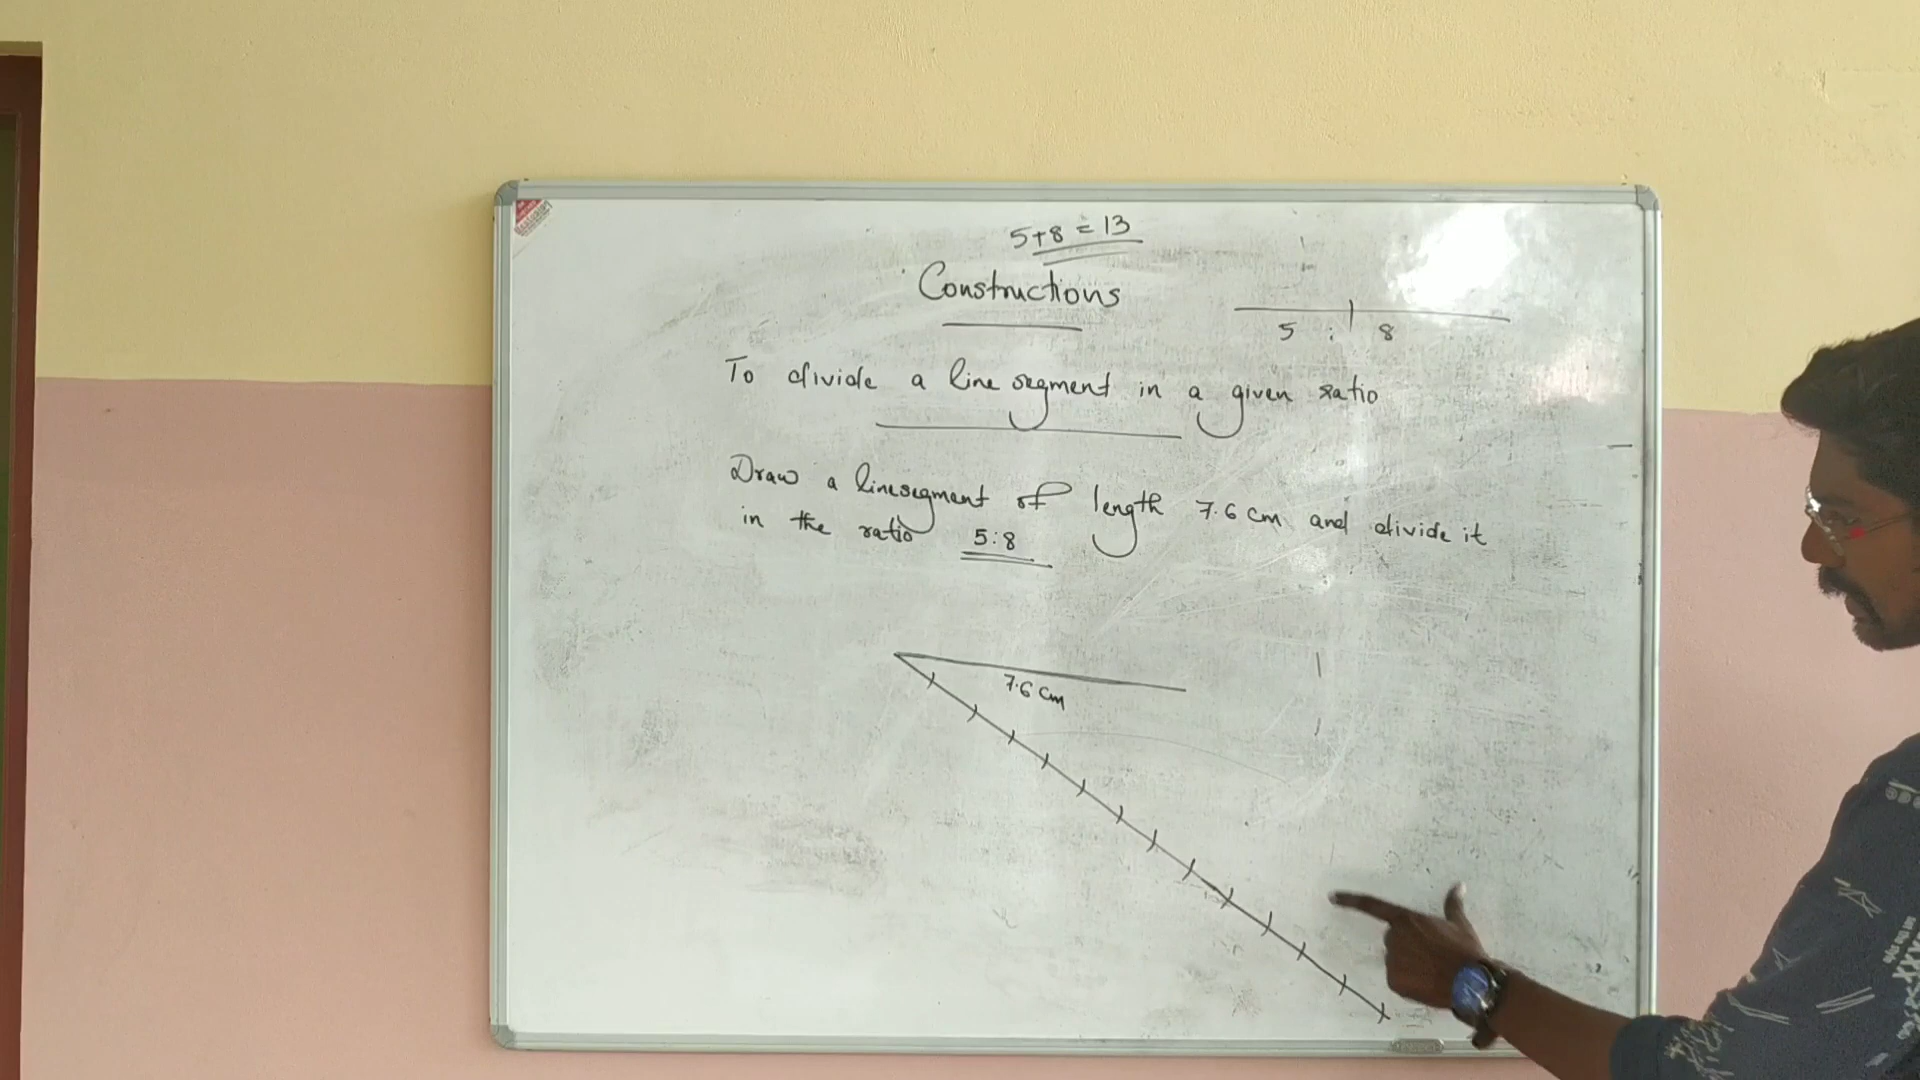 5+8 = 13
Constructions
5 : 8
To divide a line segment in a given ratio
Draw a linesegment of length 7.6 cm and divide it
in the ratio 5:8
7.6 cm